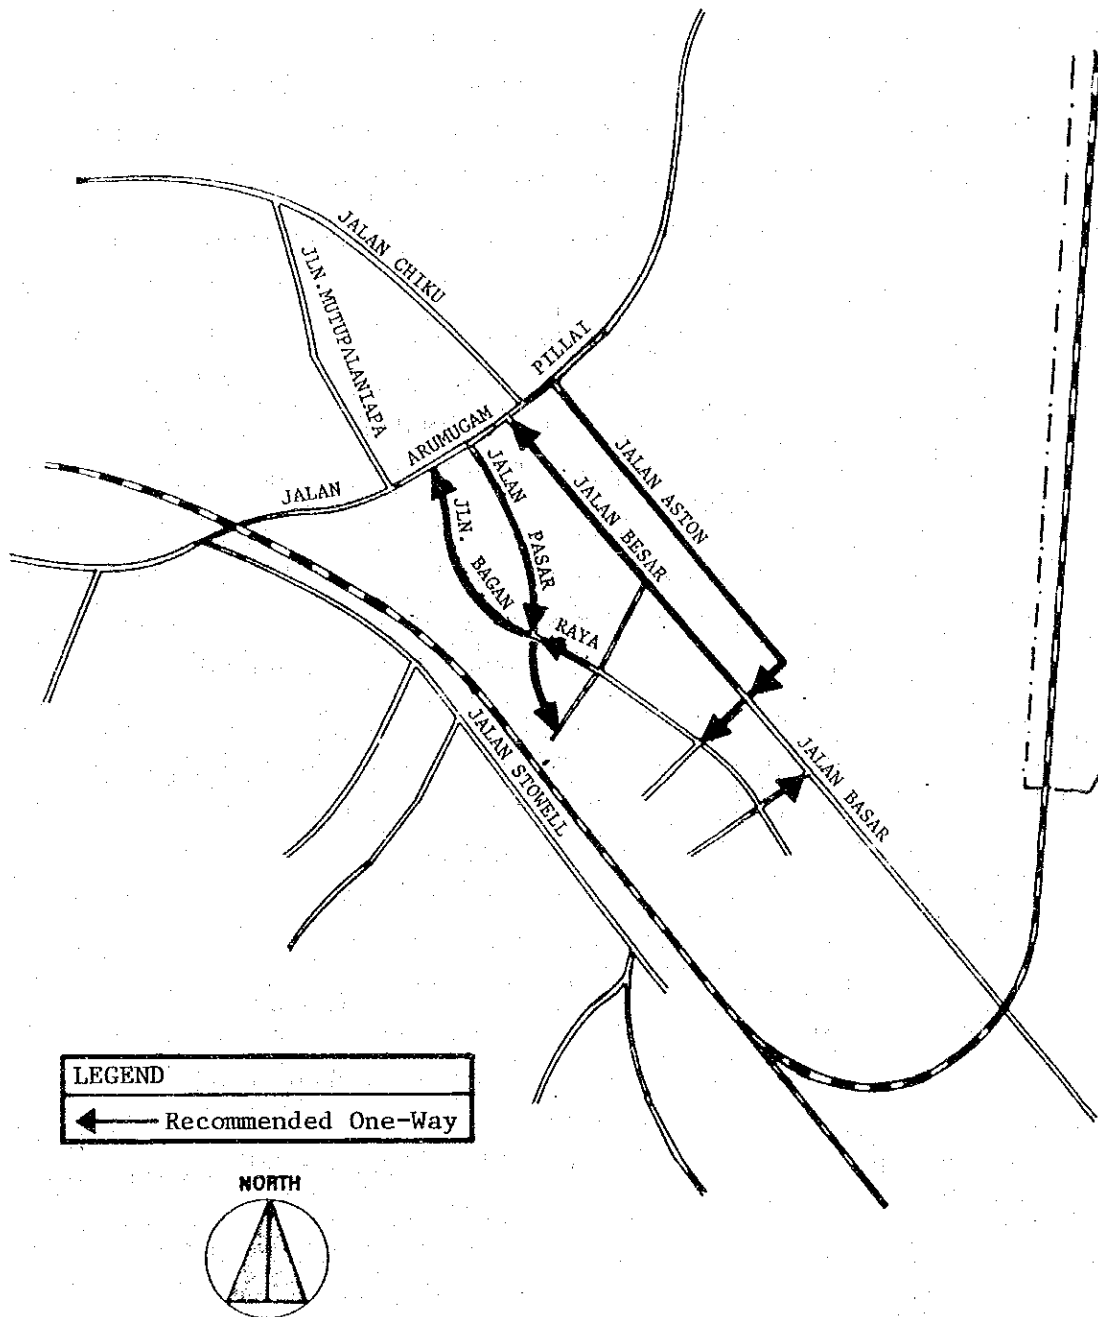 JALAN CHIKU
JLN.MUTUPALANIAPA
JALAN ARUMUGAM PILLAI
JALAN ASTON
JALAN BESAR
JALAN PASAR
JLN. BAGAN
RAYA
JALAN STOWELL
JALAN BASAR
LEGEND
Recommended One-Way
NORTH